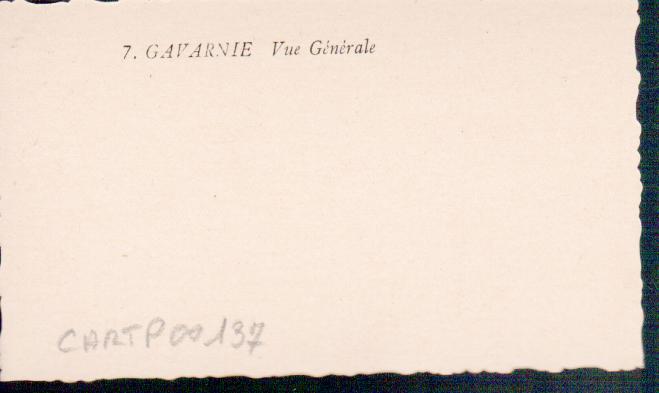 7. GAVARNIE Vue Générale
CARTP00137